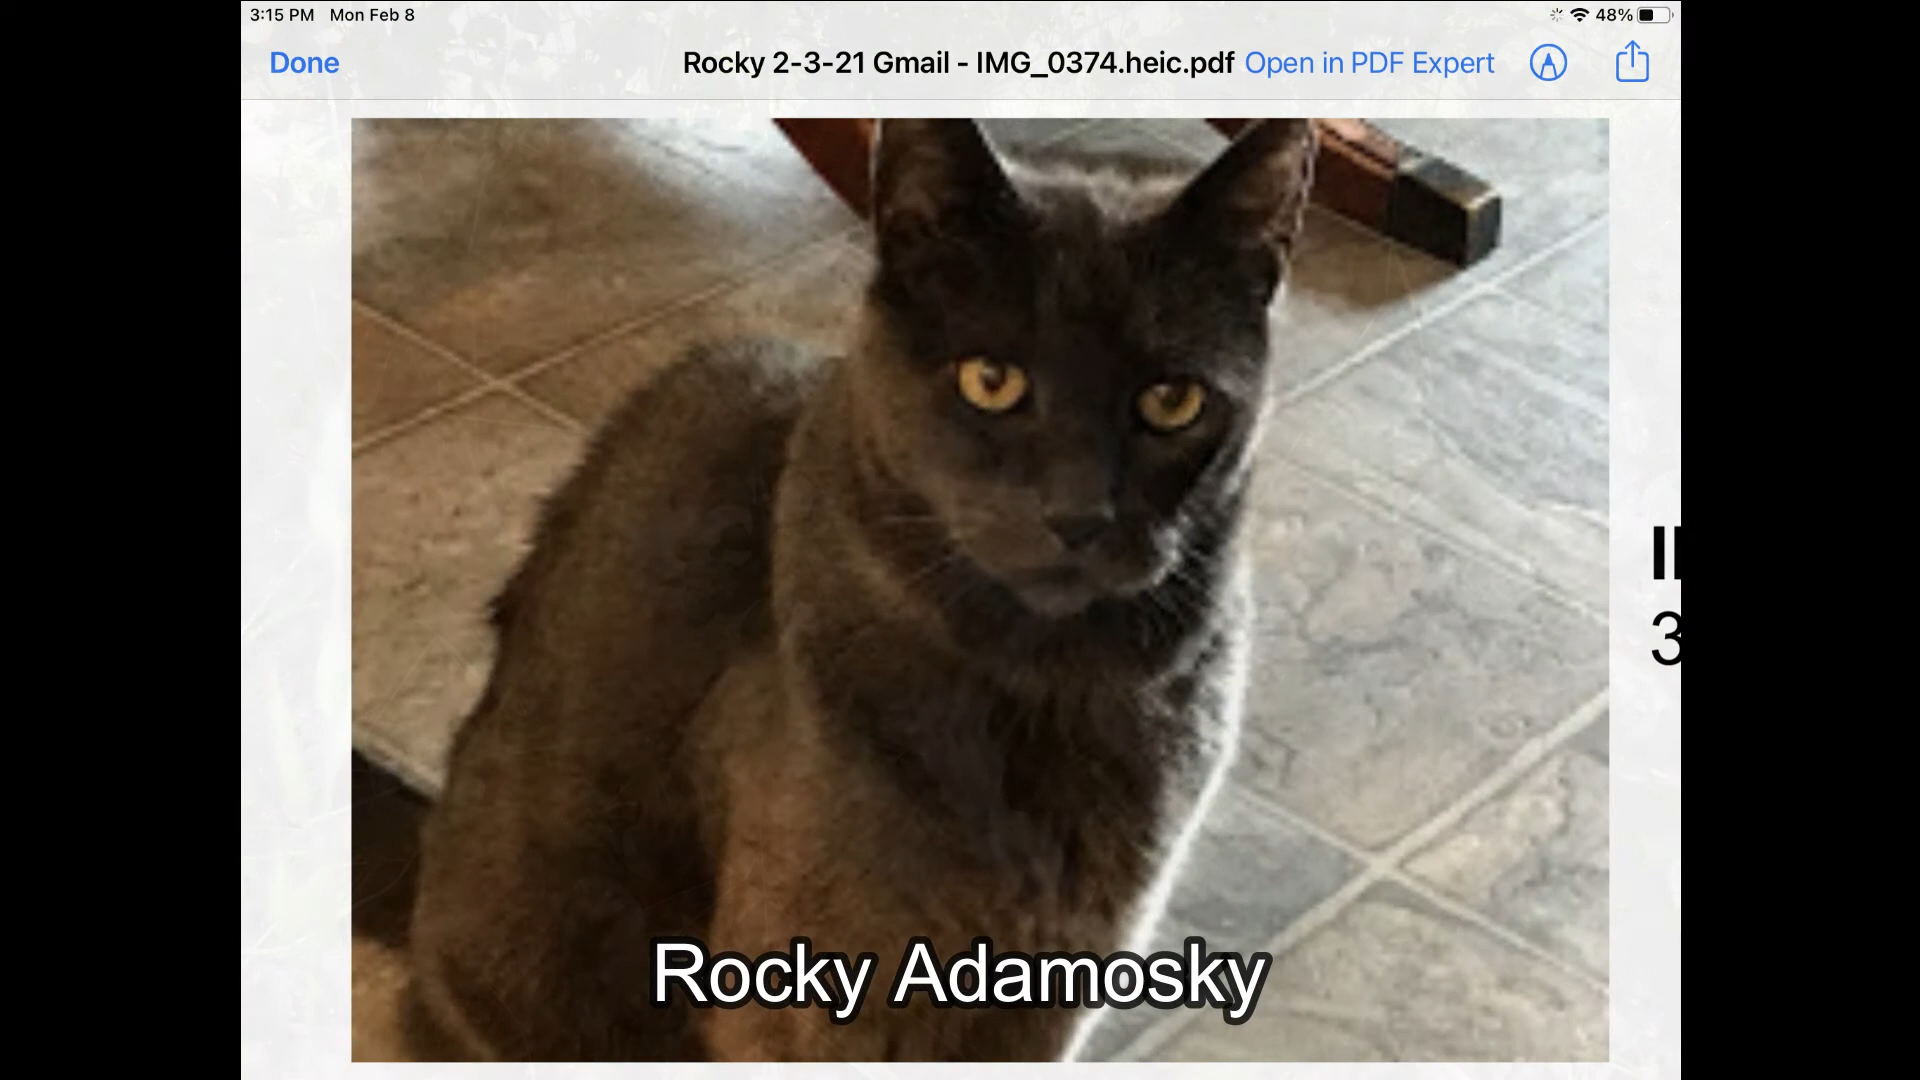 3:15 PM Mon Feb 8 48%
Done Rocky 2-3-21 Gmail - IMG_0374.heic.pdf Open in PDF Expert
3
Rocky Adamosky